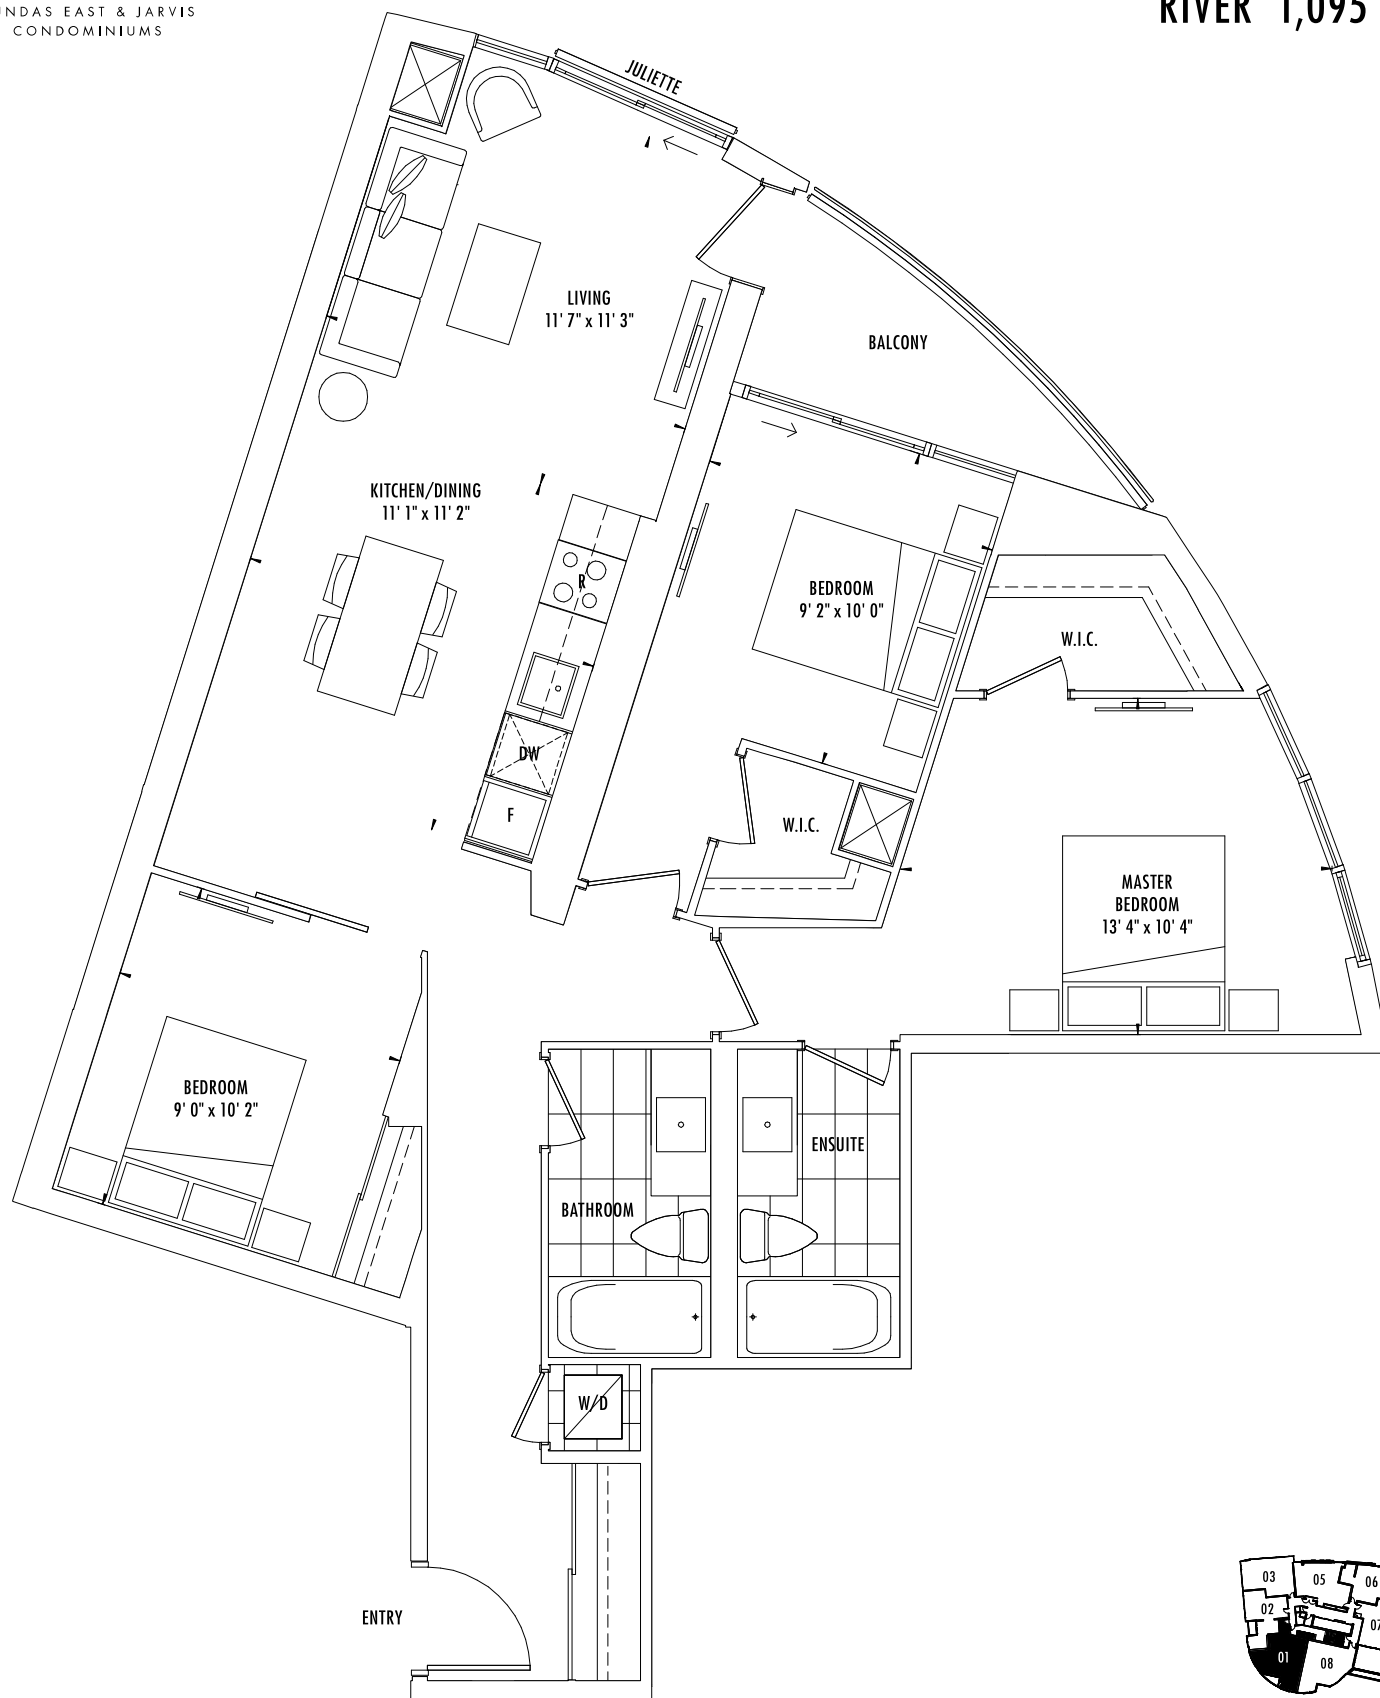 NDAS EAST & JARVIS
CONDOMINIUMS
RIVER 1,095
JULIETTE
LIVING
11' 7" x 11' 3"
BALCONY
KITCHEN/DINING
11' 1" x 11' 2"
R
BEDROOM
9' 2" x 10' 0"
W.I.C.
DW
F
W.I.C.
MASTER
BEDROOM
13' 4" x 10' 4"
BEDROOM
9' 0" x 10' 2"
ENSUITE
BATHROOM
W/D
ENTRY
03
05
06
02
07
01
08